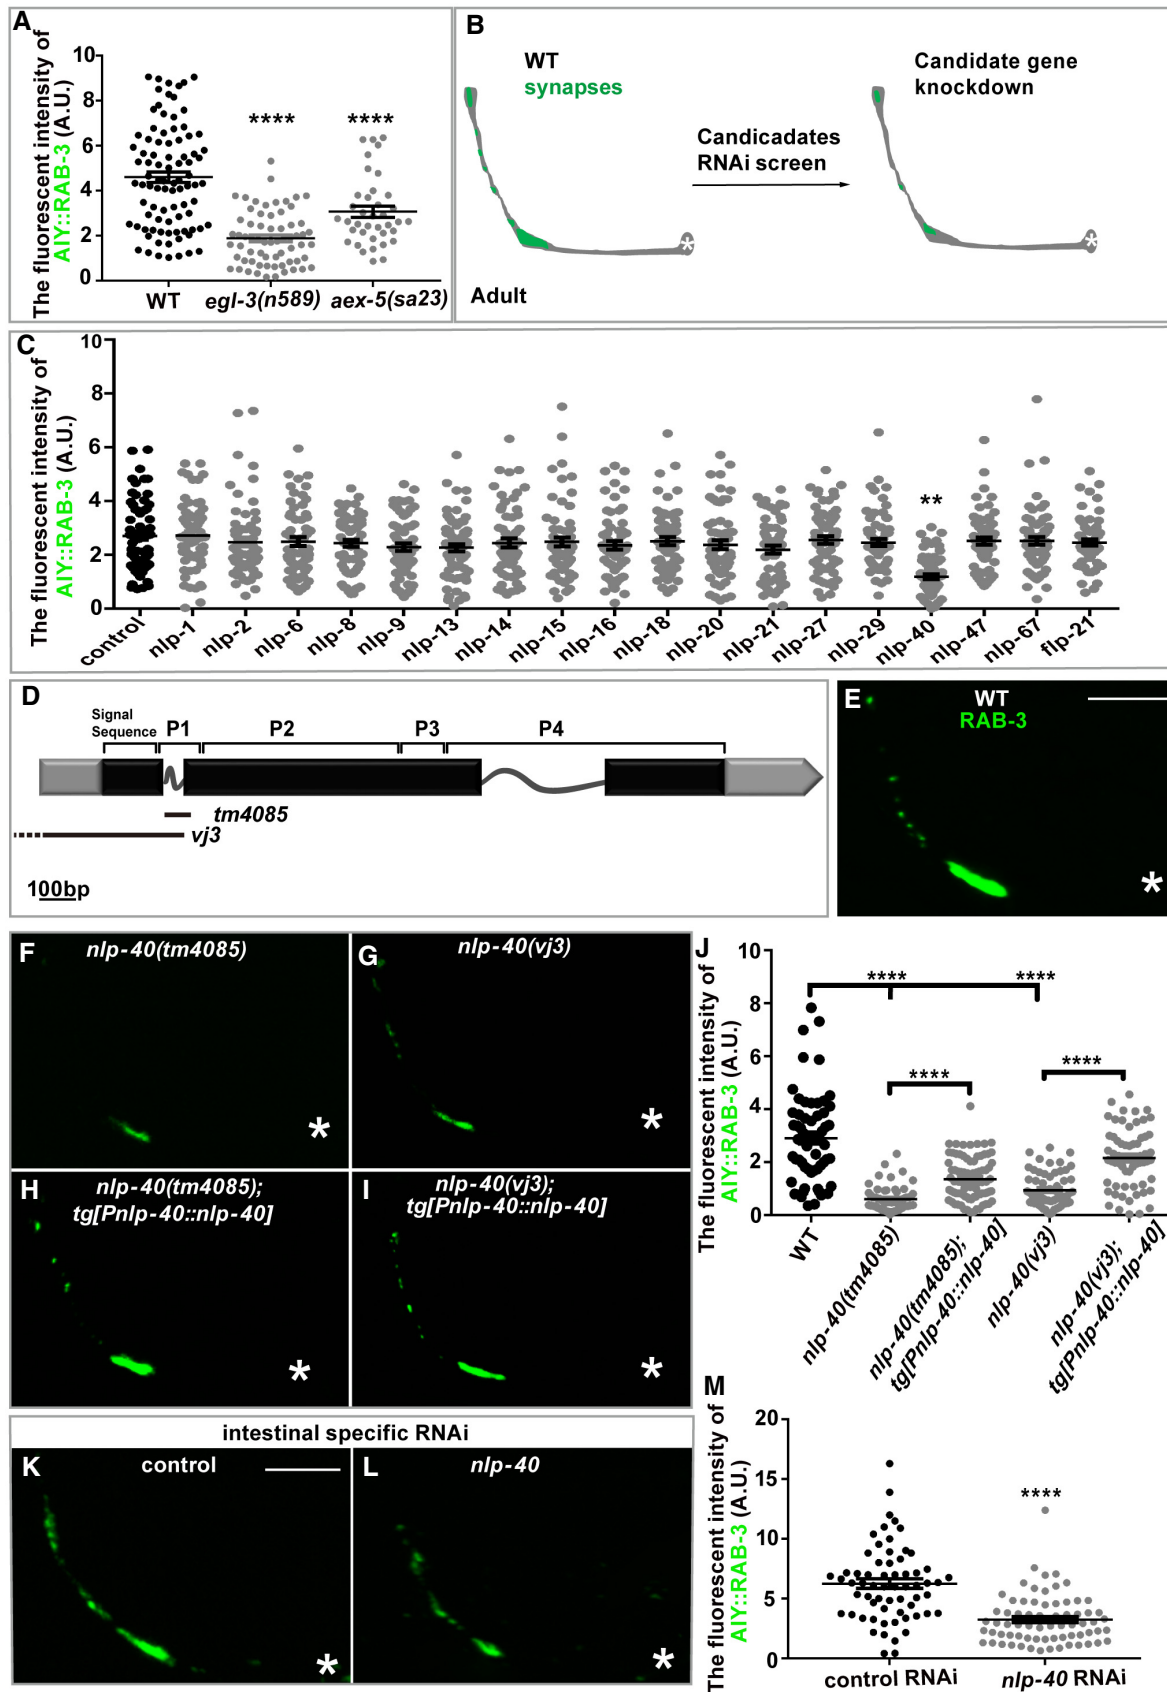 A
The fluorescent intensity of
AIY::RAB-3 (A.U.)
10
8
6
4
2
0
****
****
WT
egl-3(n589)
aex-5(sa23)
B
WT
synapses
Candicadates
RNAi screen
Candidate gene
knockdown
*
*
Adult
C
The fluorescent intensity of
AIY::RAB-3 (A.U.)
10
8
6
4
2
0
**
control
nlp-1
nlp-2
nlp-6
nlp-8
nlp-9
nlp-13
nlp-14
nlp-15
nlp-16
nlp-18
nlp-20
nlp-21
nlp-27
nlp-29
nlp-40
nlp-47
nlp-67
flp-21
D
Signal
Sequence
P1
P2
P3
P4
tm4085
vj3
100bp
E
WT
RAB-3
*
F
nlp-40(tm4085)
*
G
nlp-40(vj3)
*
H
nlp-40(tm4085);
tg[Pnlp-40::nlp-40]
*
I
nlp-40(vj3);
tg[Pnlp-40::nlp-40]
*
J
The fluorescent intensity of
AIY::RAB-3 (A.U.)
10
8
6
4
2
0
****
****
****
****
WT
nlp-40(tm4085)
nlp-40(tm4085);
tg[Pnlp-40::nlp-40]
nlp-40(vj3)
nlp-40(vj3);
tg[Pnlp-40::nlp-40]
intestinal specific RNAi
K
control
*
L
nlp-40
*
M
The fluorescent intensity of
AIY::RAB-3 (A.U.)
20
15
10
5
0
****
control RNAi
nlp-40 RNAi